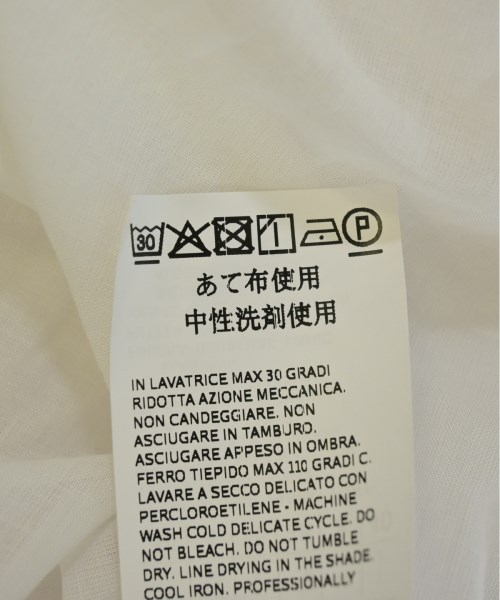 30 P
あて布使用
中性洗剤使用
IN LAVATRICE MAX 30 GRADI
RIDOTTA AZIONE MECCANICA.
NON CANDEGGIARE. NON
ASCIUGARE IN TAMBURO.
ASCIUGARE APPESO IN OMBRA.
FERRO TIEPIDO MAX 110 GRADI C.
LAVARE A SECCO DELICATO CON
PERCLOROETILENE - MACHINE
WASH COLD DELICATE CYCLE. DO
NOT BLEACH. DO NOT TUMBLE
DRY. LINE DRYING IN THE SHADE.
COOL IRON. PROFESSIONALLY